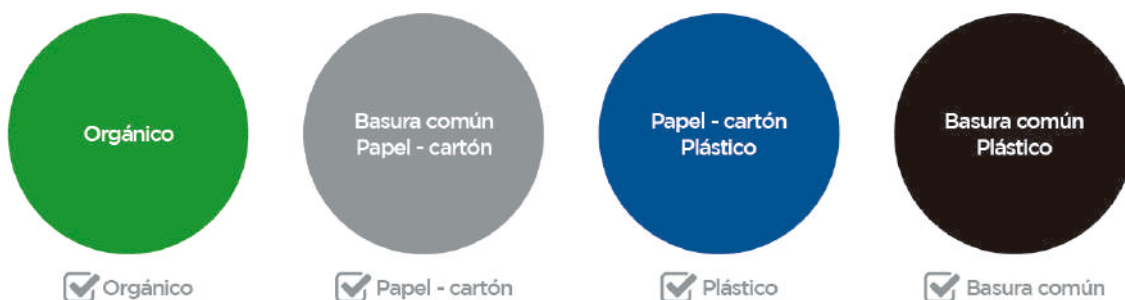 Orgánico
Basura común
Papel - cartón
Papel - cartón
Plástico
Basura común
Plástico
Orgánico
Papel - cartón
Plástico
Basura común